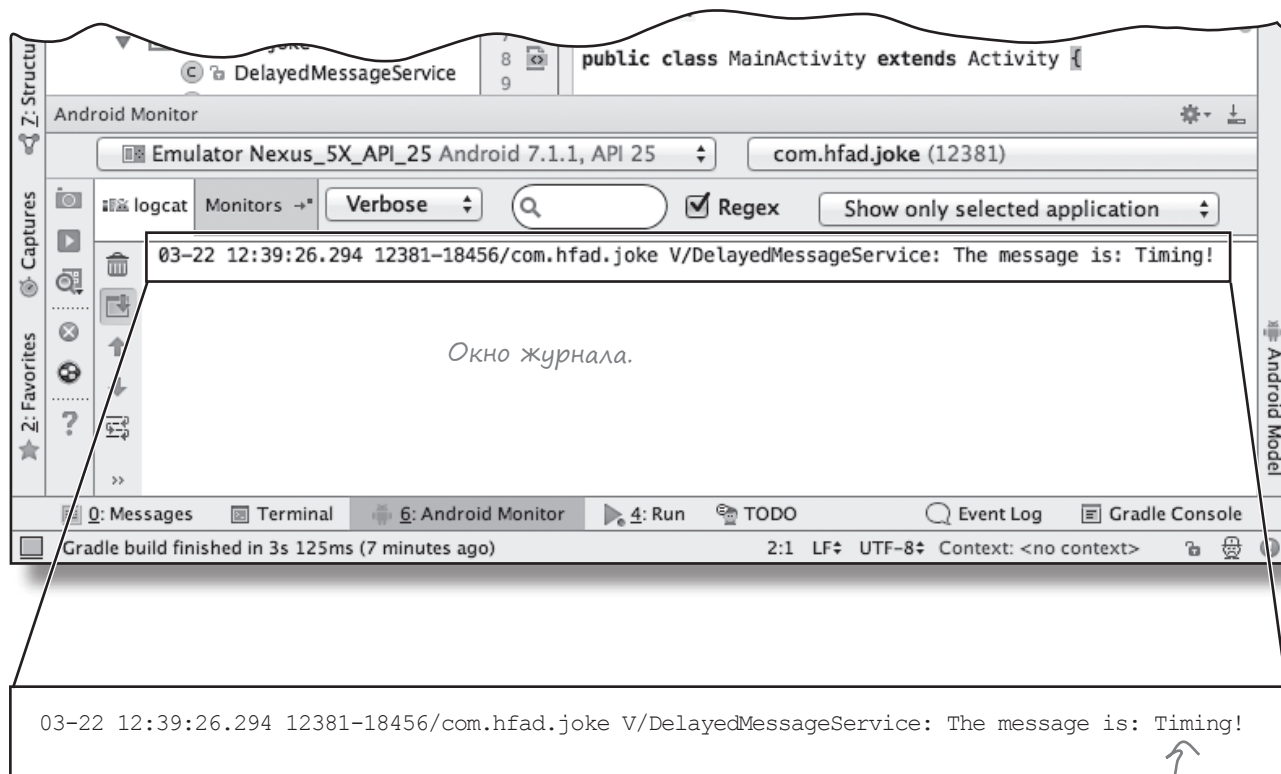 8 public class MainActivity extends Activity {
DelayedMessageService
9
Z: Structu
Android Monitor
Emulator Nexus_5X_API_25 Android 7.1.1, API 25 com.hfad.joke (12381)
logcat Monitors Verbose Regex Show only selected application
Captures
03-22 12:39:26.294 12381-18456/com.hfad.joke V/DelayedMessageService: The message is: Timing!
Окно журнала.
2: Favorites
?
Android Model
>>
0: Messages Terminal 6: Android Monitor 4: Run TODO Event Log Gradle Console
Gradle build finished in 3s 125ms (7 minutes ago) 2:1 LF UTF-8 Context: <no context>
03-22 12:39:26.294 12381-18456/com.hfad.joke V/DelayedMessageService: The message is: Timing!